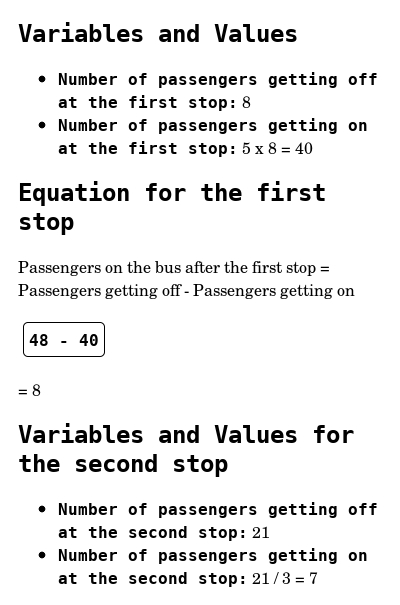 Variables and Values
• Number of passengers getting off
at the first stop: 8
• Number of passengers getting on
at the first stop: 5 x 8 = 40
Equation for the first
stop
Passengers on the bus after the first stop =
Passengers getting off - Passengers getting on
48 - 40
= 8
Variables and Values for
the second stop
• Number of passengers getting off
at the second stop: 21
• Number of passengers getting on
at the second stop: 21 / 3 = 7